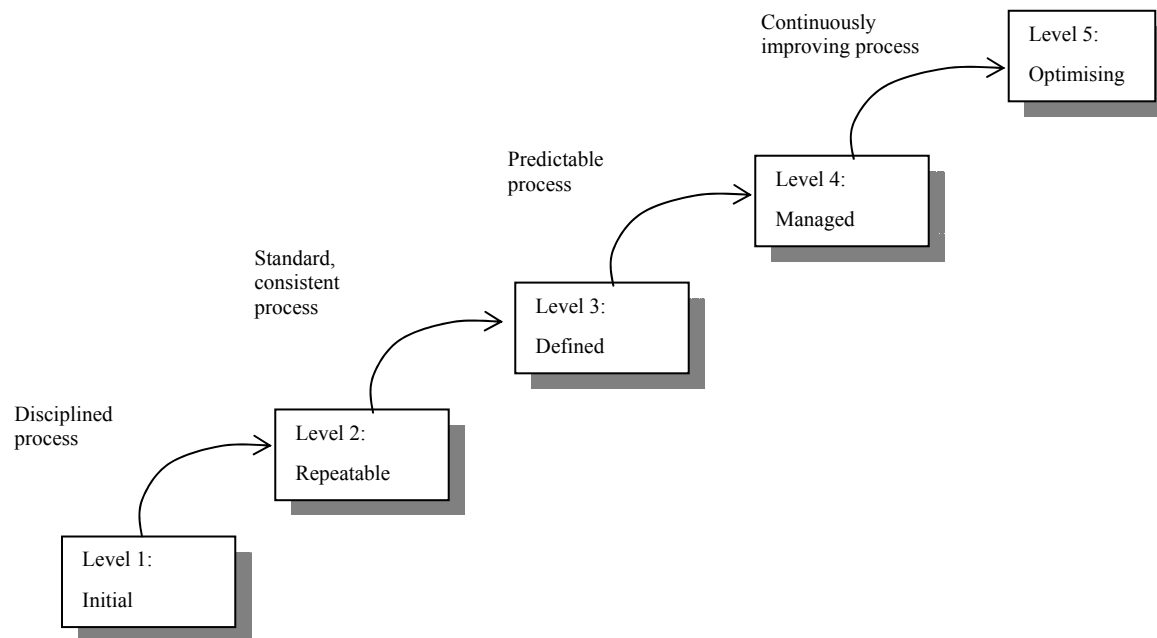 Continuously
improving process
Level 5:
Optimising
Predictable
process
Level 4:
Managed
Standard,
consistent
process
Level 3:
Defined
Disciplined
process
Level 2:
Repeatable
Level 1:
Initial